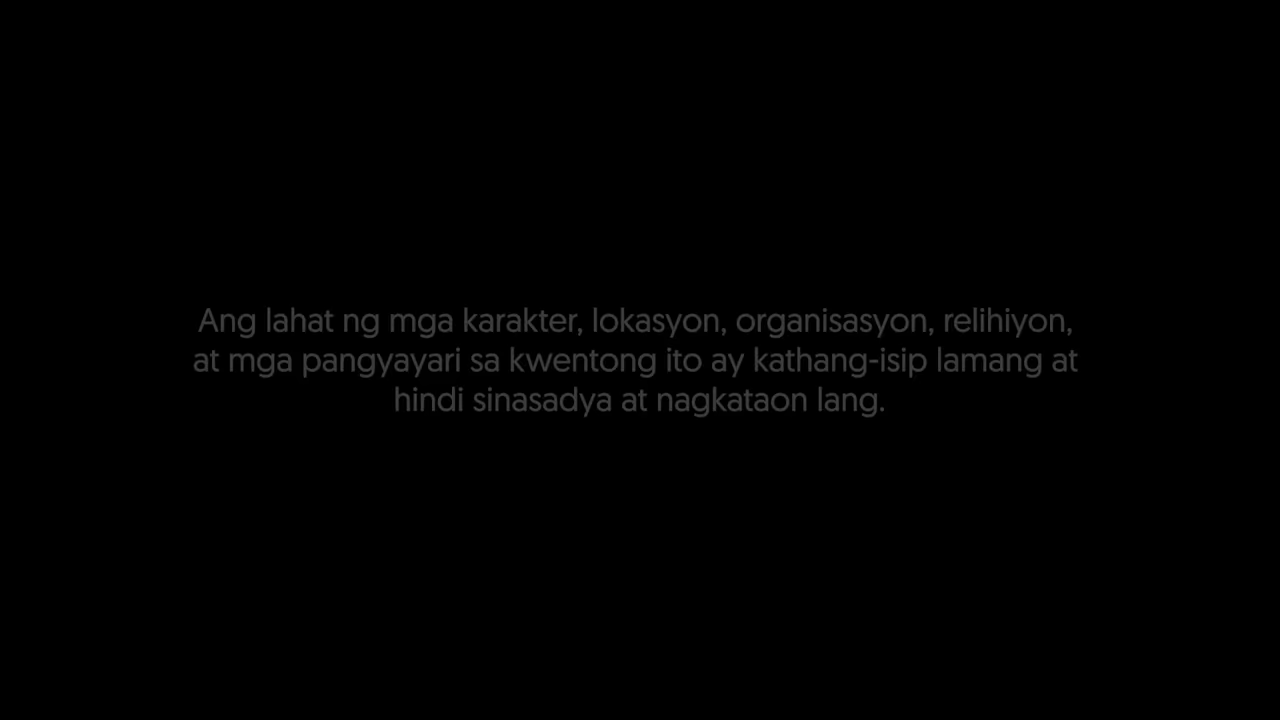 Ang lahat ng mga karakter, lokasyon, organisasyon, relihiyon,
at mga pangyayari sa kwentong ito ay kathang-isip lamang at
hindi sinasadya at nagkataon lang.